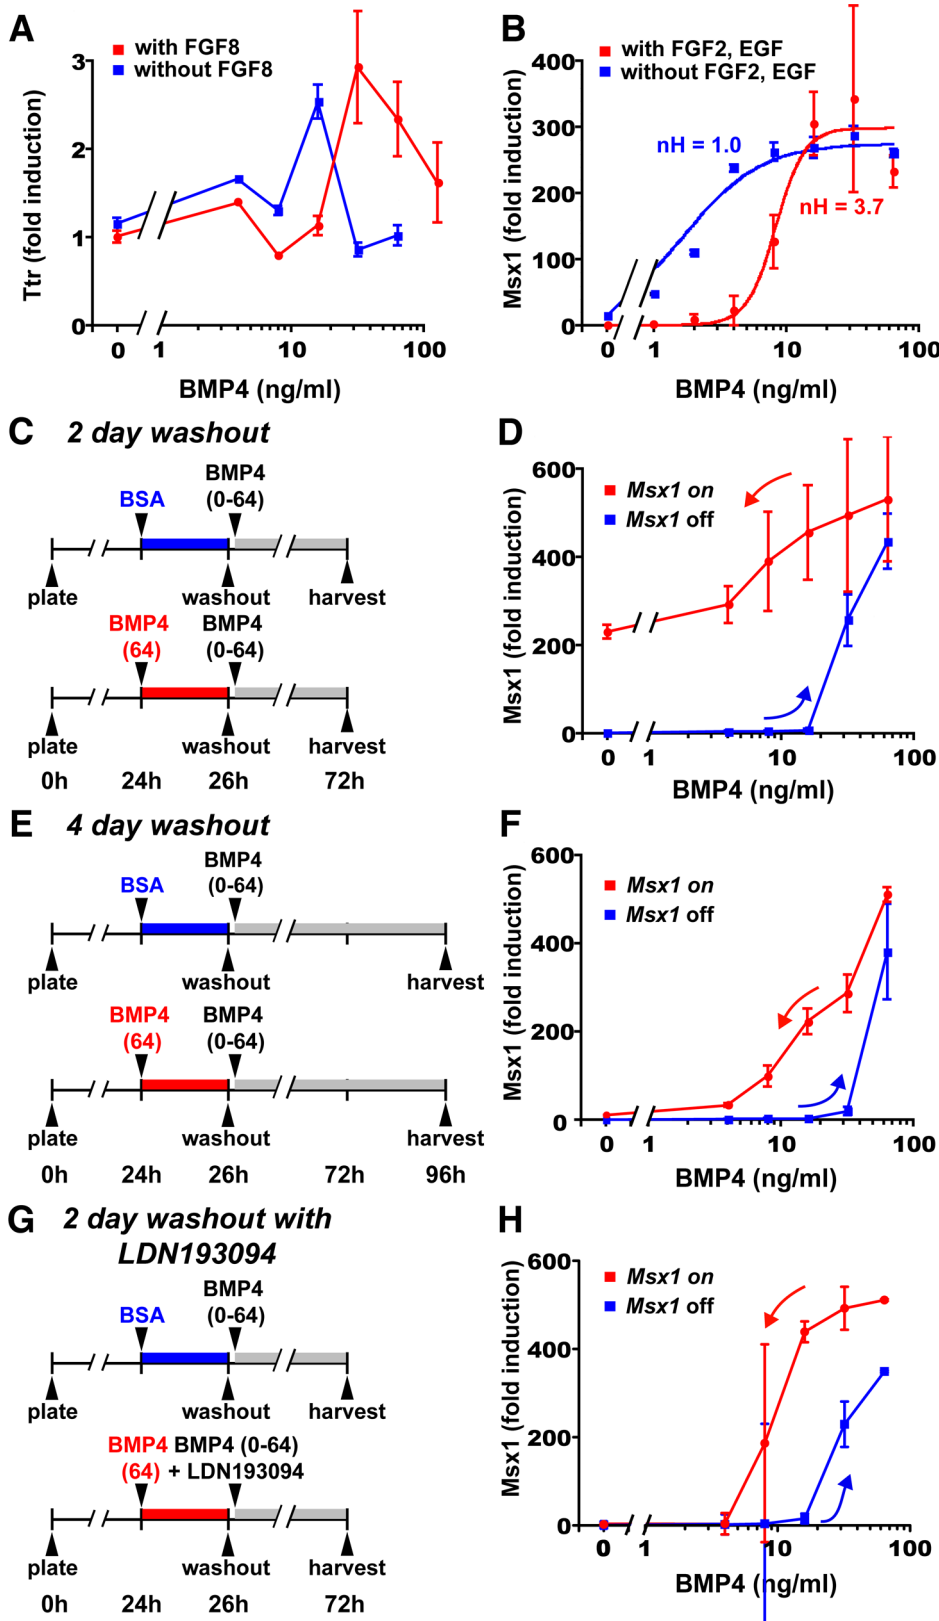 A
with FGF8
without FGF8
Ttr (fold induction)
3
2
1
0
0 1 10 100
BMP4 (ng/ml)
B
with FGF2, EGF
without FGF2, EGF
Msx1 (fold induction)
400
300
200
100
0
nH = 1.0
nH = 3.7
0 1 10 100
BMP4 (ng/ml)
C 2 day washout
BMP4
BSA (0-64)
plate washout harvest
BMP4 BMP4
(64) (0-64)
plate washout harvest
0h 24h 26h 72h
D
Msx1 on
Msx1 off
Msx1 (fold induction)
600
400
200
0
0 1 10 100
BMP4 (ng/ml)
E 4 day washout
BMP4
BSA (0-64)
plate washout harvest
BMP4 BMP4
(64) (0-64)
plate washout harvest
0h 24h 26h 72h 96h
F
Msx1 on
Msx1 off
Msx1 (fold induction)
600
400
200
0
0 1 10 100
BMP4 (ng/ml)
G 2 day washout with
LDN193094
BMP4
BSA (0-64)
plate washout harvest
BMP4 BMP4 (0-64)
(64) + LDN193094
plate washout harvest
0h 24h 26h 72h
H
Msx1 on
Msx1 off
Msx1 (fold induction)
600
400
200
0
0 1 10 100
BMP4 (ng/ml)